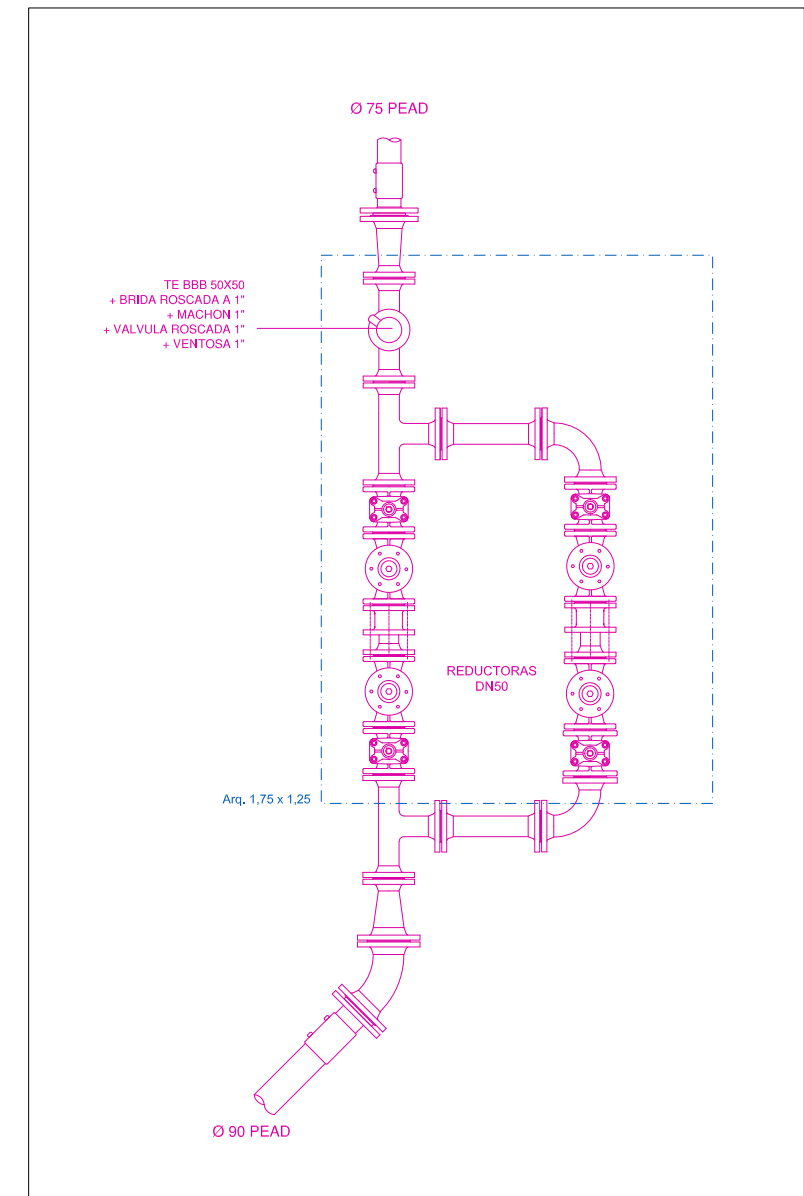 Ø 75 PEAD
TE BBB 50X50
+ BRIDA ROSCADA A 1"
+ MACHON 1"
+ VALVULA ROSCADA 1"
+ VENTOSA 1"
REDUCTORAS
DN50
Arq. 1,75 x 1,25
Ø 90 PEAD